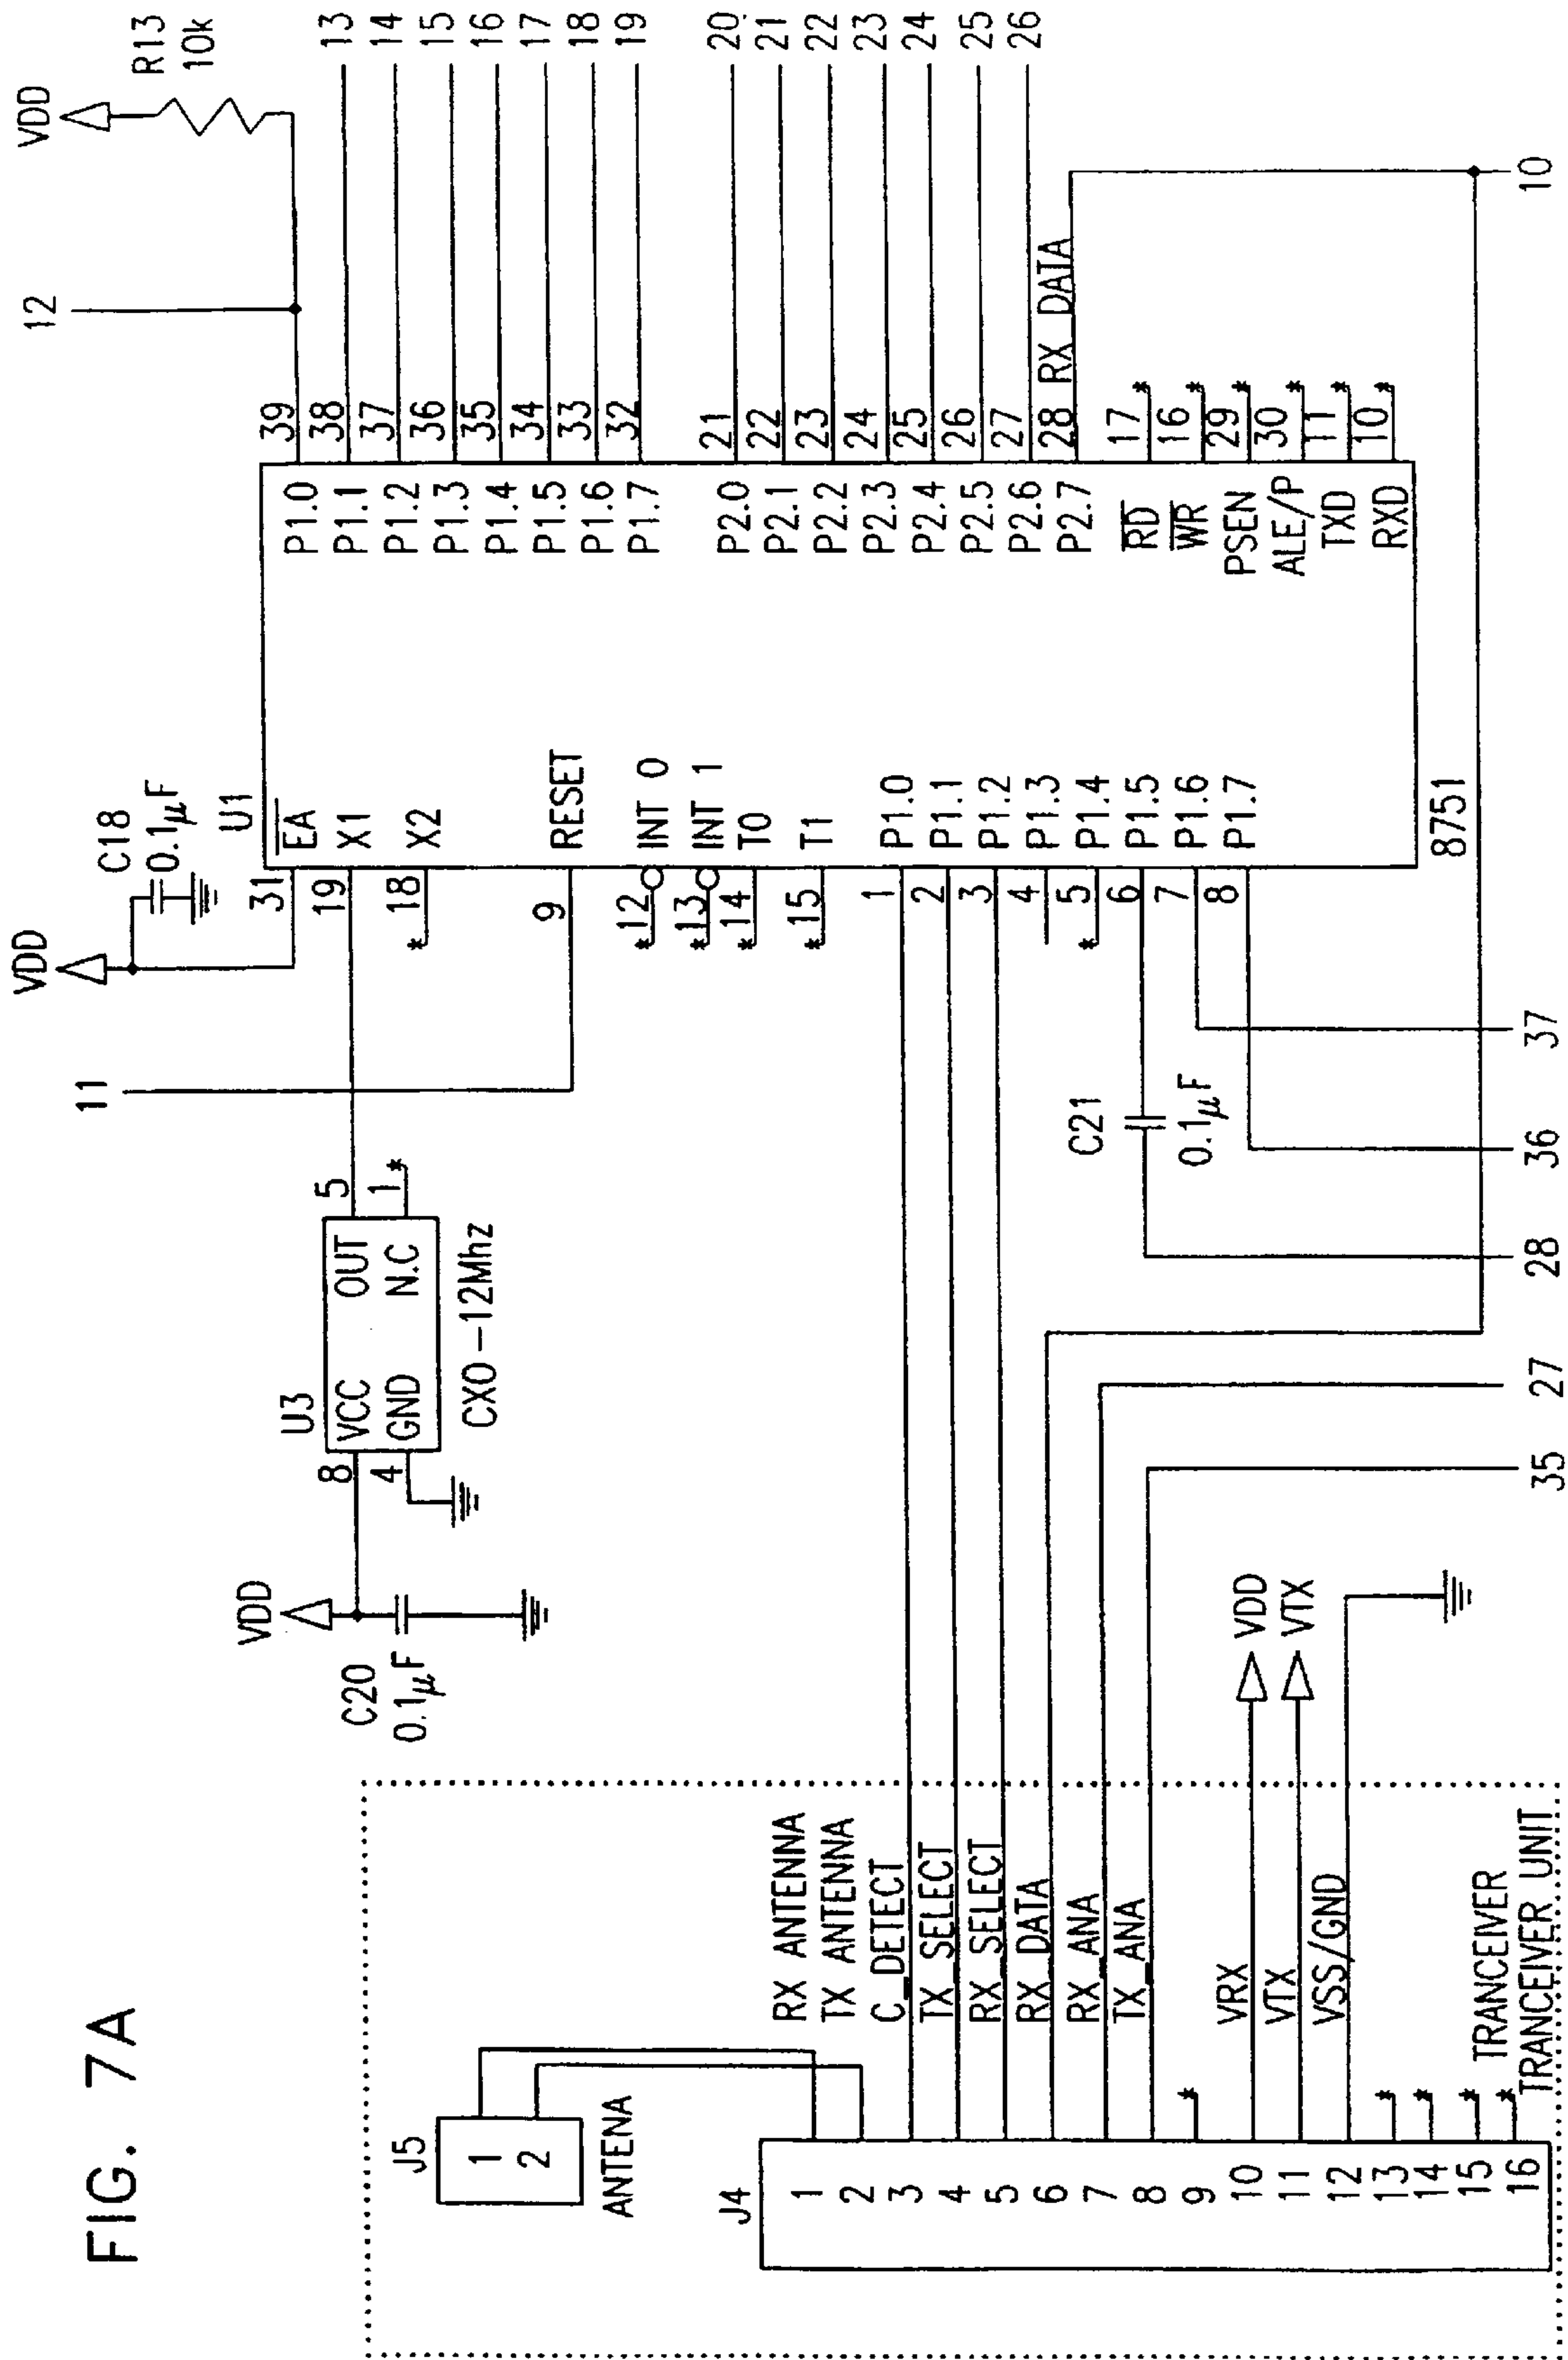 FIG. 7A
VDD
12
R13
10k
VDD
11
C18
0.1μF
U1
VDD
C20
0.1μF
U3
8 VCC OUT 5
4 GND N.C 1 *
CXO-12Mhz
31 EA
19 X1
* 18 X2
9 RESET
* 12 INT 0
* 13 INT 1
* 14 T0
* 15 T1
1 P1.0
2 P1.1
3 P1.2
4 P1.3
* 5 P1.4
6 P1.5
7 P1.6
8 P1.7
P1.0 39
P1.1 38 13
P1.2 37 14
P1.3 36 15
P1.4 35 16
P1.5 34 17
P1.6 33 18
P1.7 32 19
P2.0 21 20
P2.1 22 21
P2.2 23 22
P2.3 24 23
P2.4 25 24
P2.5 26 25
P2.6 27 26
P2.7 28 RX DATA
RD 17 *
WR 16 *
PSEN 29 *
ALE/P 30 *
TXD 11 *
RXD 10 *
8751
C21
0.1μF
J5
1
2
ANTENA
J4
1 RX ANTENNA
2 TX ANTENNA
3 C_DETECT
4 TX_SELECT
5 RX_SELECT
6 RX_DATA
7 RX_ANA
8 TX_ANA
9 *
10 VRX VDD
11 VTX VTX
12 VSS/GND
13 *
14 *
15 * TRANCEIVER
16 * TRANCEIVER UNIT
35
27
28
36
37
10